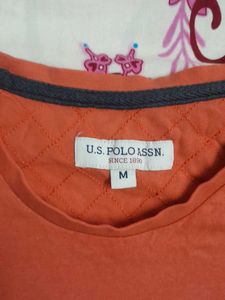 U.S. POLO ASSN.
SINCE 1890
M